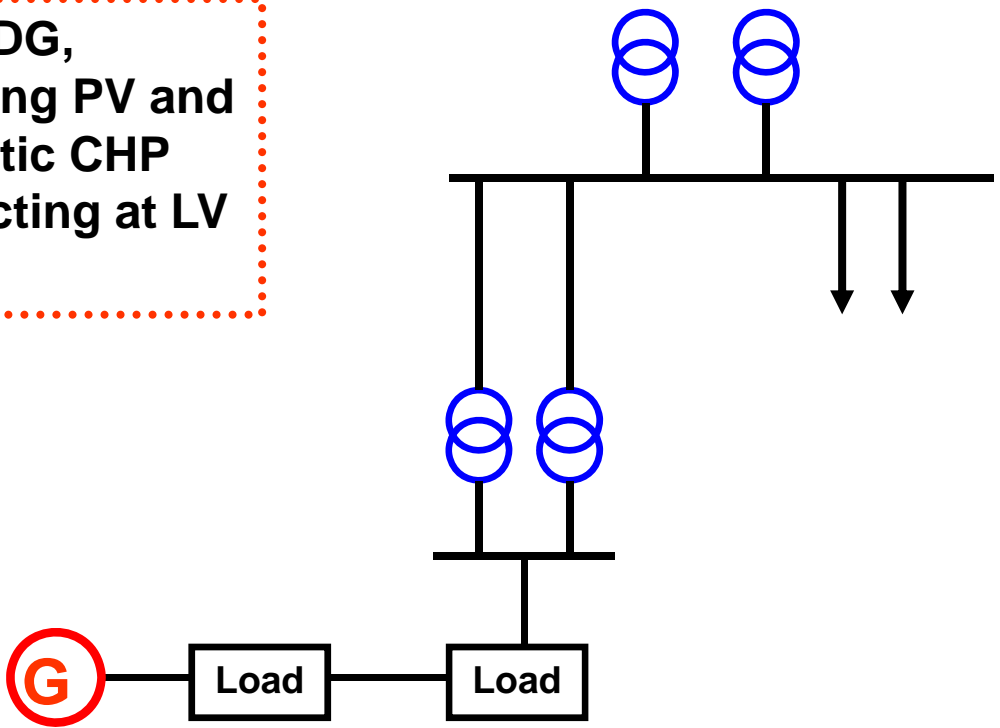 DG,
ng PV and
tic CHP
cting at LV
G
Load
Load